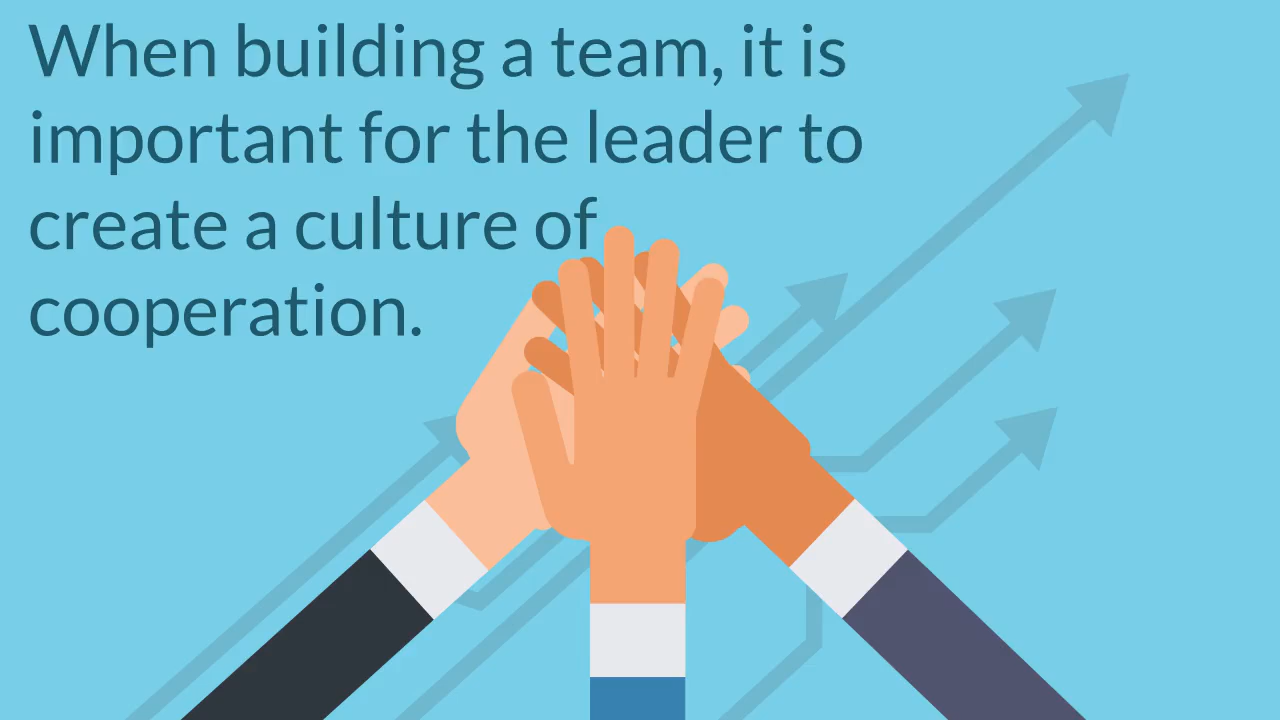 When building a team, it is
important for the leader to
create a culture of
cooperation.